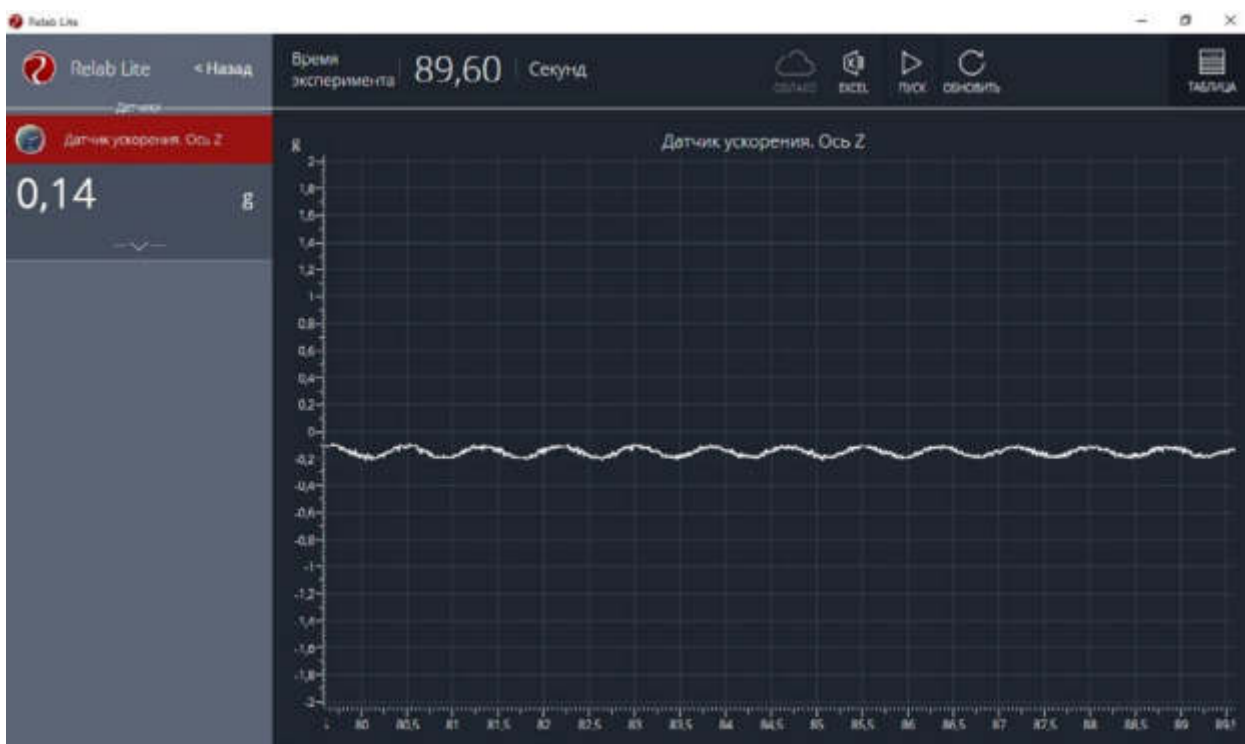 Relab Lite
Relab Lite
< Назад
Время
эксперимента
89,60
Секунд
ОБЛАКО
EXCEL
ПУСК
ОБНОВИТЬ
ТАБЛИЦА
Датчики
Датчик ускорения. Ось Z
0,14
g
Датчик ускорения. Ось Z
g
2
1,8
1,6
1,4
1,2
1
0,8
0,6
0,4
0,2
0
-0,2
-0,4
-0,6
-0,8
-1
-1,2
-1,4
-1,6
-1,8
-2
80 80,5 81 81,5 82 82,5 83 83,5 84 84,5 85 85,5 86 86,5 87 87,5 88 88,5 89